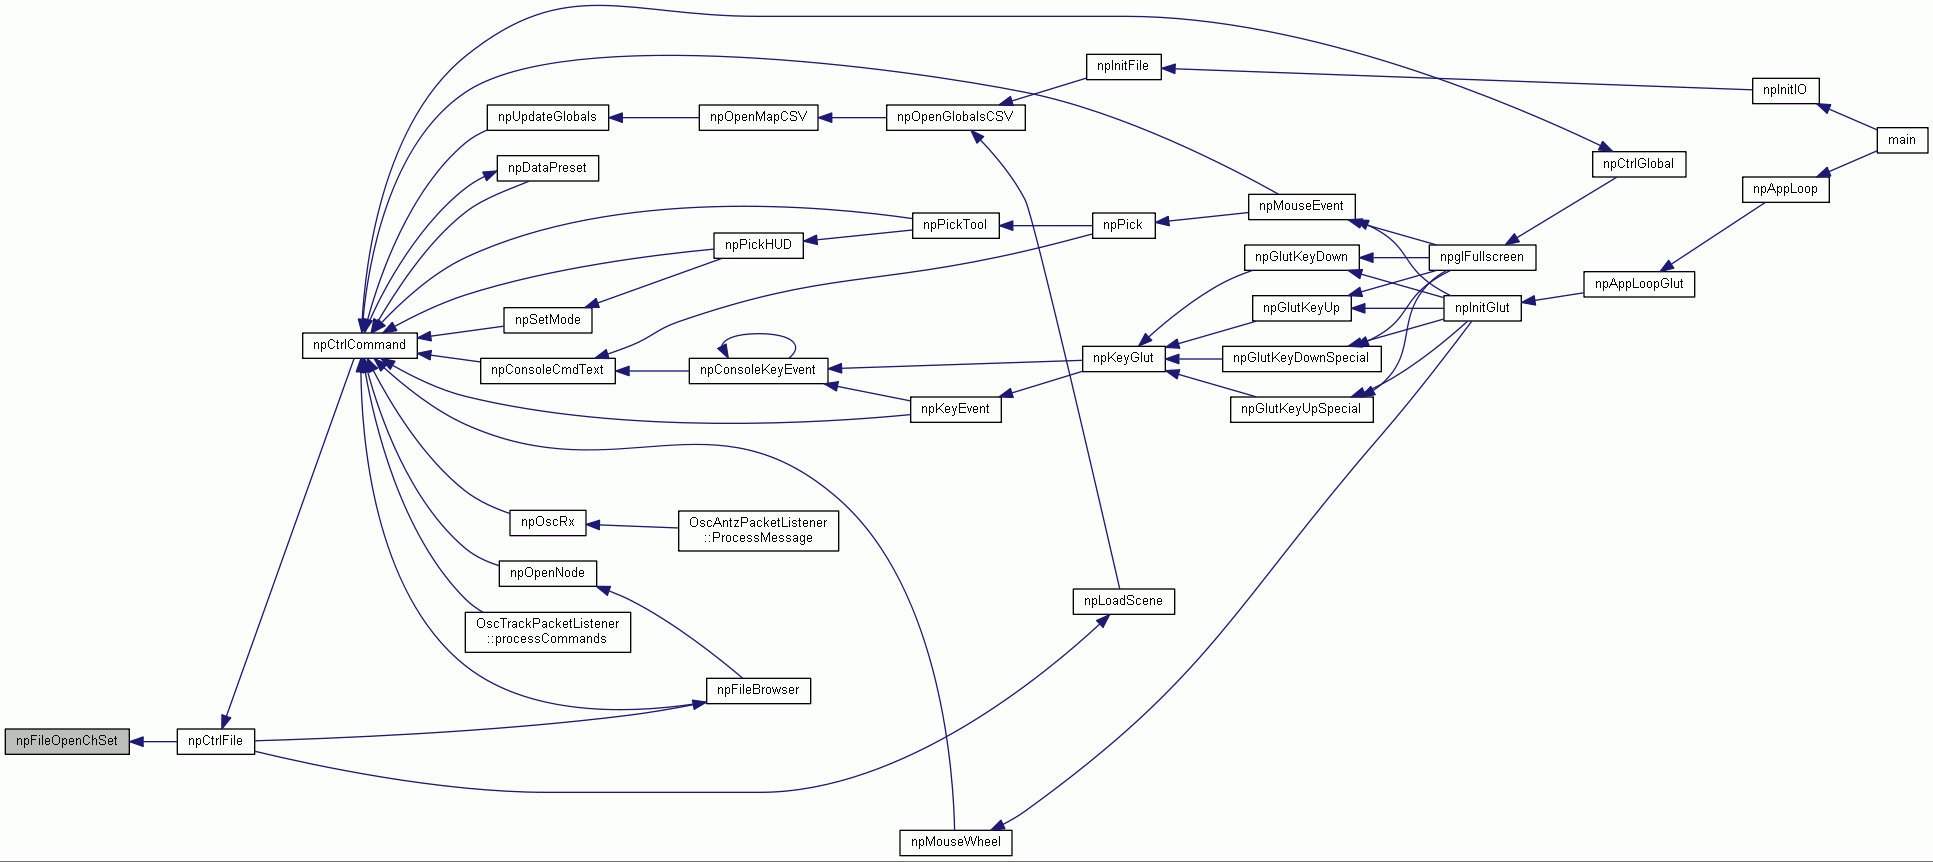 npInitFile
npInitIO
npUpdateGlobals
npOpenMapCSV
npOpenGlobalsCSV
main
npDataPreset
npCtrlGlobal
npAppLoop
npMouseEvent
npPickTool
npPick
npPickHUD
npGlutKeyDown
npglFullscreen
npAppLoopGlut
npSetMode
npGlutKeyUp
npInitGlut
npCtrlCommand
npConsoleCmdText
npConsoleKeyEvent
npKeyGlut
npGlutKeyDownSpecial
npKeyEvent
npGlutKeyUpSpecial
npOscRx
OscAntzPacketListener
::ProcessMessage
npOpenNode
npLoadScene
OscTrackPacketListener
::processCommands
npFileBrowser
npFileOpenChSet
npCtrlFile
npMouseWheel